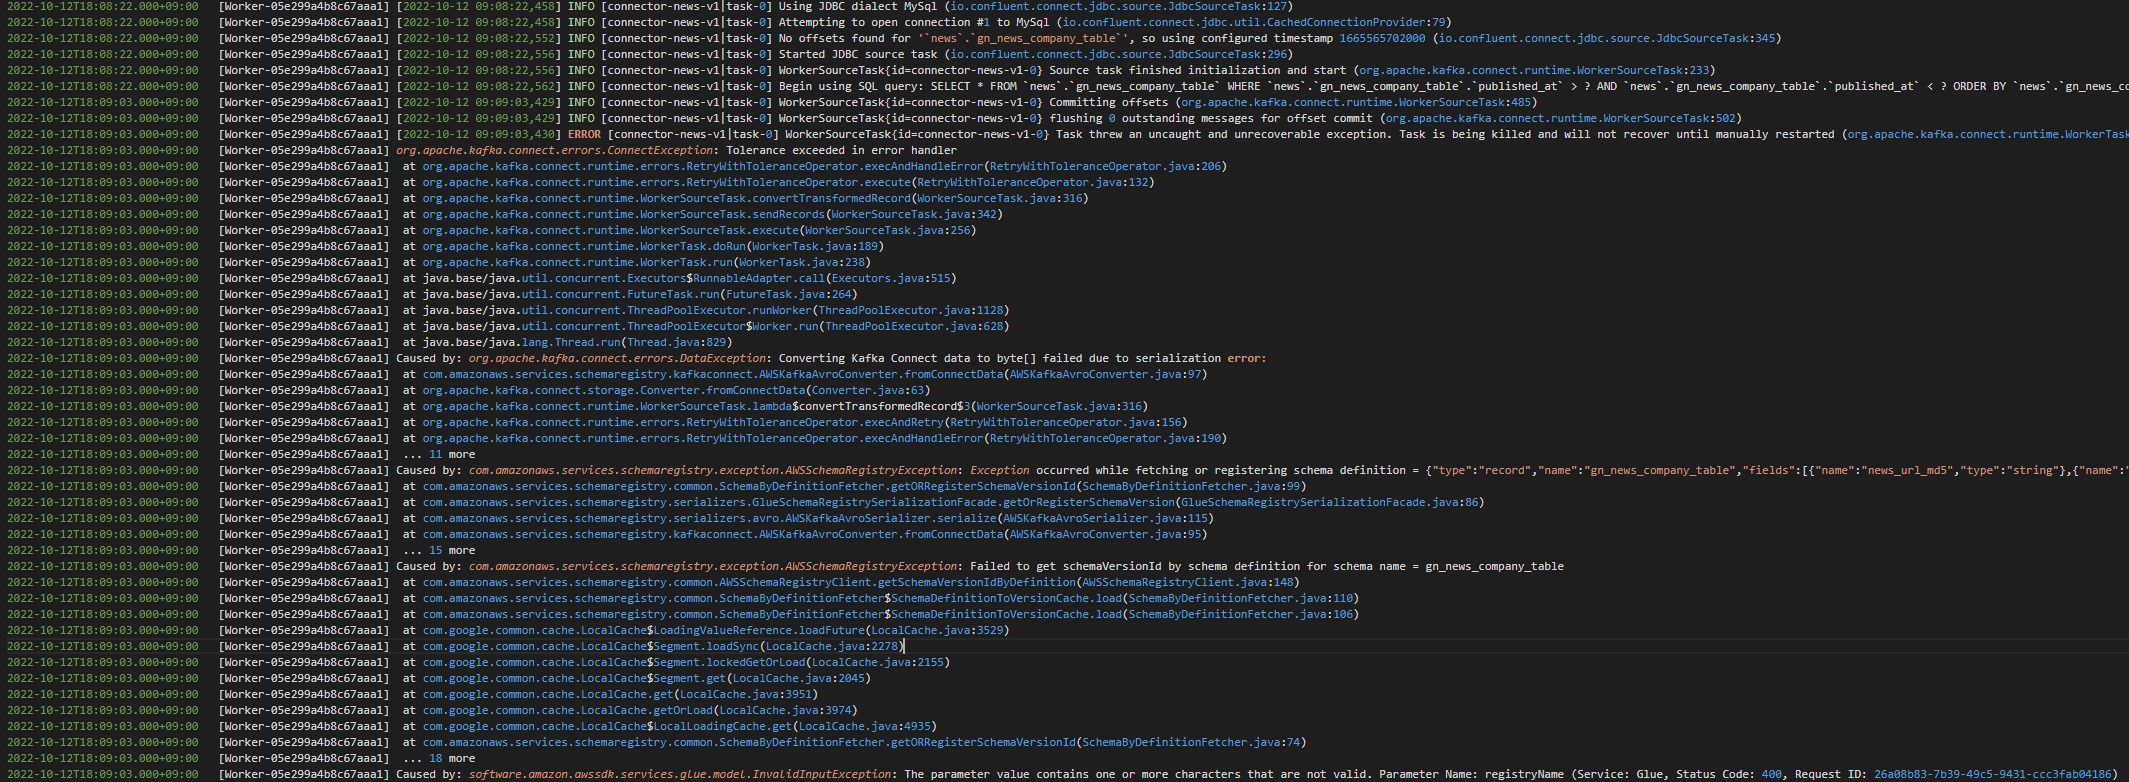 2022-10-12T18:08:22.000+09:00 [Worker-05e299a4b8c67aaa1] [2022-10-12 09:08:22,458] INFO [connector-news-v1|task-0] Using JDBC dialect MySql (io.confluent.connect.jdbc.source.JdbcSourceTask:127)
2022-10-12T18:08:22.000+09:00 [Worker-05e299a4b8c67aaa1] [2022-10-12 09:08:22,458] INFO [connector-news-v1|task-0] Attempting to open connection #1 to MySql (io.confluent.connect.jdbc.util.CachedConnectionProvider:79)
2022-10-12T18:08:22.000+09:00 [Worker-05e299a4b8c67aaa1] [2022-10-12 09:08:22,552] INFO [connector-news-v1|task-0] No offsets found for '`news`.`gn_news_company_table`', so using configured timestamp 1665565702000 (io.confluent.connect.jdbc.source.JdbcSourceTask:345)
2022-10-12T18:08:22.000+09:00 [Worker-05e299a4b8c67aaa1] [2022-10-12 09:08:22,556] INFO [connector-news-v1|task-0] Started JDBC source task (io.confluent.connect.jdbc.source.JdbcSourceTask:296)
2022-10-12T18:08:22.000+09:00 [Worker-05e299a4b8c67aaa1] [2022-10-12 09:08:22,556] INFO [connector-news-v1|task-0] WorkerSourceTask{id=connector-news-v1-0} Source task finished initialization and start (org.apache.kafka.connect.runtime.WorkerSourceTask:233)
2022-10-12T18:08:22.000+09:00 [Worker-05e299a4b8c67aaa1] [2022-10-12 09:08:22,562] INFO [connector-news-v1|task-0] Begin using SQL query: SELECT * FROM `news`.`gn_news_company_table` WHERE `news`.`gn_news_company_table`.`published_at` > ? AND `news`.`gn_news_company_table`.`published_at` < ? ORDER BY `news`.`gn_news_co
2022-10-12T18:09:03.000+09:00 [Worker-05e299a4b8c67aaa1] [2022-10-12 09:09:03,429] INFO [connector-news-v1|task-0] WorkerSourceTask{id=connector-news-v1-0} Committing offsets (org.apache.kafka.connect.runtime.WorkerSourceTask:485)
2022-10-12T18:09:03.000+09:00 [Worker-05e299a4b8c67aaa1] [2022-10-12 09:09:03,429] INFO [connector-news-v1|task-0] WorkerSourceTask{id=connector-news-v1-0} flushing 0 outstanding messages for offset commit (org.apache.kafka.connect.runtime.WorkerSourceTask:502)
2022-10-12T18:09:03.000+09:00 [Worker-05e299a4b8c67aaa1] [2022-10-12 09:09:03,430] ERROR [connector-news-v1|task-0] WorkerSourceTask{id=connector-news-v1-0} Task threw an uncaught and unrecoverable exception. Task is being killed and will not recover until manually restarted (org.apache.kafka.connect.runtime.WorkerTask
2022-10-12T18:09:03.000+09:00 [Worker-05e299a4b8c67aaa1] org.apache.kafka.connect.errors.ConnectException: Tolerance exceeded in error handler
2022-10-12T18:09:03.000+09:00 [Worker-05e299a4b8c67aaa1] at org.apache.kafka.connect.runtime.errors.RetryWithToleranceOperator.execAndHandleError(RetryWithToleranceOperator.java:206)
2022-10-12T18:09:03.000+09:00 [Worker-05e299a4b8c67aaa1] at org.apache.kafka.connect.runtime.errors.RetryWithToleranceOperator.execute(RetryWithToleranceOperator.java:132)
2022-10-12T18:09:03.000+09:00 [Worker-05e299a4b8c67aaa1] at org.apache.kafka.connect.runtime.WorkerSourceTask.convertTransformedRecord(WorkerSourceTask.java:316)
2022-10-12T18:09:03.000+09:00 [Worker-05e299a4b8c67aaa1] at org.apache.kafka.connect.runtime.WorkerSourceTask.sendRecords(WorkerSourceTask.java:342)
2022-10-12T18:09:03.000+09:00 [Worker-05e299a4b8c67aaa1] at org.apache.kafka.connect.runtime.WorkerSourceTask.execute(WorkerSourceTask.java:256)
2022-10-12T18:09:03.000+09:00 [Worker-05e299a4b8c67aaa1] at org.apache.kafka.connect.runtime.WorkerTask.doRun(WorkerTask.java:189)
2022-10-12T18:09:03.000+09:00 [Worker-05e299a4b8c67aaa1] at org.apache.kafka.connect.runtime.WorkerTask.run(WorkerTask.java:238)
2022-10-12T18:09:03.000+09:00 [Worker-05e299a4b8c67aaa1] at java.base/java.util.concurrent.Executors$RunnableAdapter.call(Executors.java:515)
2022-10-12T18:09:03.000+09:00 [Worker-05e299a4b8c67aaa1] at java.base/java.util.concurrent.FutureTask.run(FutureTask.java:264)
2022-10-12T18:09:03.000+09:00 [Worker-05e299a4b8c67aaa1] at java.base/java.util.concurrent.ThreadPoolExecutor.runWorker(ThreadPoolExecutor.java:1128)
2022-10-12T18:09:03.000+09:00 [Worker-05e299a4b8c67aaa1] at java.base/java.util.concurrent.ThreadPoolExecutor$Worker.run(ThreadPoolExecutor.java:628)
2022-10-12T18:09:03.000+09:00 [Worker-05e299a4b8c67aaa1] at java.base/java.lang.Thread.run(Thread.java:829)
2022-10-12T18:09:03.000+09:00 [Worker-05e299a4b8c67aaa1] Caused by: org.apache.kafka.connect.errors.DataException: Converting Kafka Connect data to byte[] failed due to serialization error:
2022-10-12T18:09:03.000+09:00 [Worker-05e299a4b8c67aaa1] at com.amazonaws.services.schemaregistry.kafkaconnect.AWSKafkaAvroConverter.fromConnectData(AWSKafkaAvroConverter.java:97)
2022-10-12T18:09:03.000+09:00 [Worker-05e299a4b8c67aaa1] at org.apache.kafka.connect.storage.Converter.fromConnectData(Converter.java:63)
2022-10-12T18:09:03.000+09:00 [Worker-05e299a4b8c67aaa1] at org.apache.kafka.connect.runtime.WorkerSourceTask.lambda$convertTransformedRecord$3(WorkerSourceTask.java:316)
2022-10-12T18:09:03.000+09:00 [Worker-05e299a4b8c67aaa1] at org.apache.kafka.connect.runtime.errors.RetryWithToleranceOperator.execAndRetry(RetryWithToleranceOperator.java:156)
2022-10-12T18:09:03.000+09:00 [Worker-05e299a4b8c67aaa1] at org.apache.kafka.connect.runtime.errors.RetryWithToleranceOperator.execAndHandleError(RetryWithToleranceOperator.java:190)
2022-10-12T18:09:03.000+09:00 [Worker-05e299a4b8c67aaa1] ... 11 more
2022-10-12T18:09:03.000+09:00 [Worker-05e299a4b8c67aaa1] Caused by: com.amazonaws.services.schemaregistry.exception.AWSSchemaRegistryException: Exception occurred while fetching or registering schema definition = {"type":"record","name":"gn_news_company_table","fields":[{"name":"news_url_md5","type":"string"},{"name":"
2022-10-12T18:09:03.000+09:00 [Worker-05e299a4b8c67aaa1] at com.amazonaws.services.schemaregistry.common.SchemaByDefinitionFetcher.getORRegisterSchemaVersionId(SchemaByDefinitionFetcher.java:99)
2022-10-12T18:09:03.000+09:00 [Worker-05e299a4b8c67aaa1] at com.amazonaws.services.schemaregistry.serializers.GlueSchemaRegistrySerializationFacade.getOrRegisterSchemaVersion(GlueSchemaRegistrySerializationFacade.java:86)
2022-10-12T18:09:03.000+09:00 [Worker-05e299a4b8c67aaa1] at com.amazonaws.services.schemaregistry.serializers.avro.AWSKafkaAvroSerializer.serialize(AWSKafkaAvroSerializer.java:115)
2022-10-12T18:09:03.000+09:00 [Worker-05e299a4b8c67aaa1] at com.amazonaws.services.schemaregistry.kafkaconnect.AWSKafkaAvroConverter.fromConnectData(AWSKafkaAvroConverter.java:95)
2022-10-12T18:09:03.000+09:00 [Worker-05e299a4b8c67aaa1] ... 15 more
2022-10-12T18:09:03.000+09:00 [Worker-05e299a4b8c67aaa1] Caused by: com.amazonaws.services.schemaregistry.exception.AWSSchemaRegistryException: Failed to get schemaVersionId by schema definition for schema name = gn_news_company_table
2022-10-12T18:09:03.000+09:00 [Worker-05e299a4b8c67aaa1] at com.amazonaws.services.schemaregistry.common.AWSSchemaRegistryClient.getSchemaVersionIdByDefinition(AWSSchemaRegistryClient.java:148)
2022-10-12T18:09:03.000+09:00 [Worker-05e299a4b8c67aaa1] at com.amazonaws.services.schemaregistry.common.SchemaByDefinitionFetcher$SchemaDefinitionToVersionCache.load(SchemaByDefinitionFetcher.java:110)
2022-10-12T18:09:03.000+09:00 [Worker-05e299a4b8c67aaa1] at com.amazonaws.services.schemaregistry.common.SchemaByDefinitionFetcher$SchemaDefinitionToVersionCache.load(SchemaByDefinitionFetcher.java:106)
2022-10-12T18:09:03.000+09:00 [Worker-05e299a4b8c67aaa1] at com.google.common.cache.LocalCache$LoadingValueReference.loadFuture(LocalCache.java:3529)
2022-10-12T18:09:03.000+09:00 [Worker-05e299a4b8c67aaa1] at com.google.common.cache.LocalCache$Segment.loadSync(LocalCache.java:2278)
2022-10-12T18:09:03.000+09:00 [Worker-05e299a4b8c67aaa1] at com.google.common.cache.LocalCache$Segment.lockedGetOrLoad(LocalCache.java:2155)
2022-10-12T18:09:03.000+09:00 [Worker-05e299a4b8c67aaa1] at com.google.common.cache.LocalCache$Segment.get(LocalCache.java:2045)
2022-10-12T18:09:03.000+09:00 [Worker-05e299a4b8c67aaa1] at com.google.common.cache.LocalCache.get(LocalCache.java:3951)
2022-10-12T18:09:03.000+09:00 [Worker-05e299a4b8c67aaa1] at com.google.common.cache.LocalCache.getOrLoad(LocalCache.java:3974)
2022-10-12T18:09:03.000+09:00 [Worker-05e299a4b8c67aaa1] at com.google.common.cache.LocalCache$LocalLoadingCache.get(LocalCache.java:4935)
2022-10-12T18:09:03.000+09:00 [Worker-05e299a4b8c67aaa1] at com.amazonaws.services.schemaregistry.common.SchemaByDefinitionFetcher.getORRegisterSchemaVersionId(SchemaByDefinitionFetcher.java:74)
2022-10-12T18:09:03.000+09:00 [Worker-05e299a4b8c67aaa1] ... 18 more
2022-10-12T18:09:03.000+09:00 [Worker-05e299a4b8c67aaa1] Caused by: software.amazon.awssdk.services.glue.model.InvalidInputException: The parameter value contains one or more characters that are not valid. Parameter Name: registryName (Service: Glue, Status Code: 400, Request ID: 26a08b83-7b39-49c5-9431-ccc3fab04186)